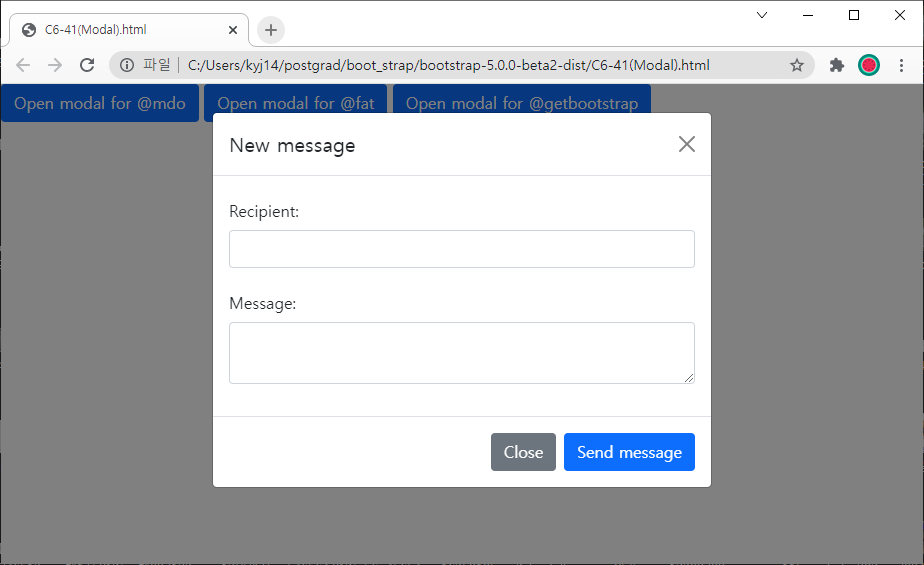 C6-41(Modal).html
파일 | C:/Users/kyj14/postgrad/boot_strap/bootstrap-5.0.0-beta2-dist/C6-41(Modal).html
Open modal for @mdo Open modal for @fat Open modal for @getbootstrap
New message
Recipient:
Message:
Close Send message